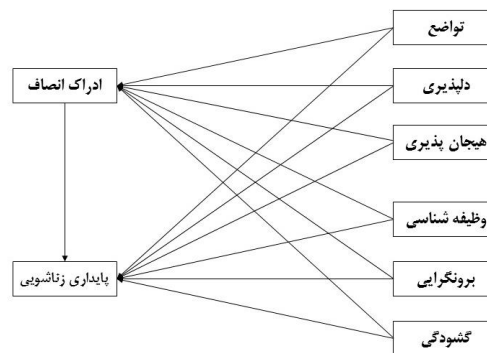 تواضع
دلپذیری
ادراک انصاف
هیجان پذیری
وظیفه شناسی
برونگرایی
پایداری زناشویی
گشودگی